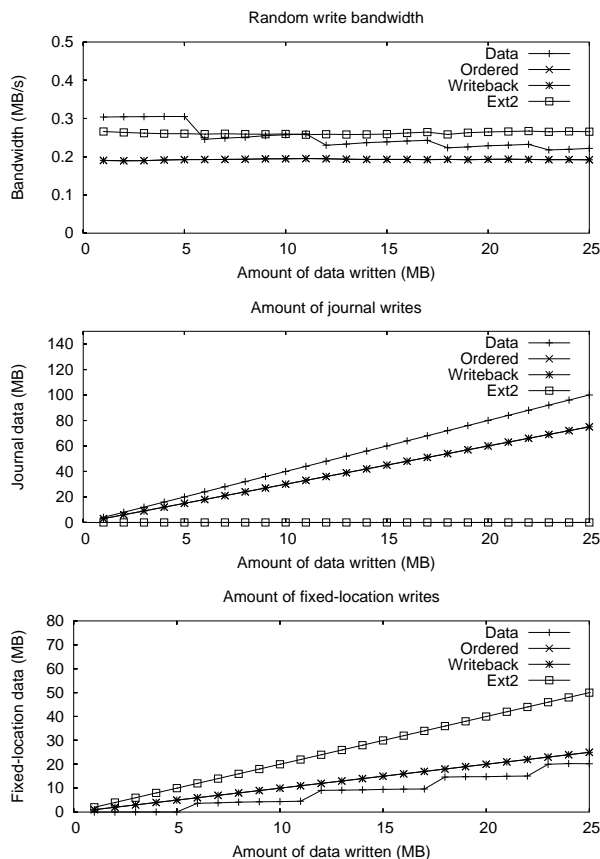 Random write bandwidth
Bandwidth (MB/s)
0.5
0.4
0.3
0.2
0.1
0
Data
Ordered
Writeback
Ext2
0 5 10 15 20 25
Amount of data written (MB)
Amount of journal writes
Journal data (MB)
140
120
100
80
60
40
20
0
Data
Ordered
Writeback
Ext2
0 5 10 15 20 25
Amount of data written (MB)
Amount of fixed-location writes
Fixed-location data (MB)
80
70
60
50
40
30
20
10
0
Data
Ordered
Writeback
Ext2
0 5 10 15 20 25
Amount of data written (MB)